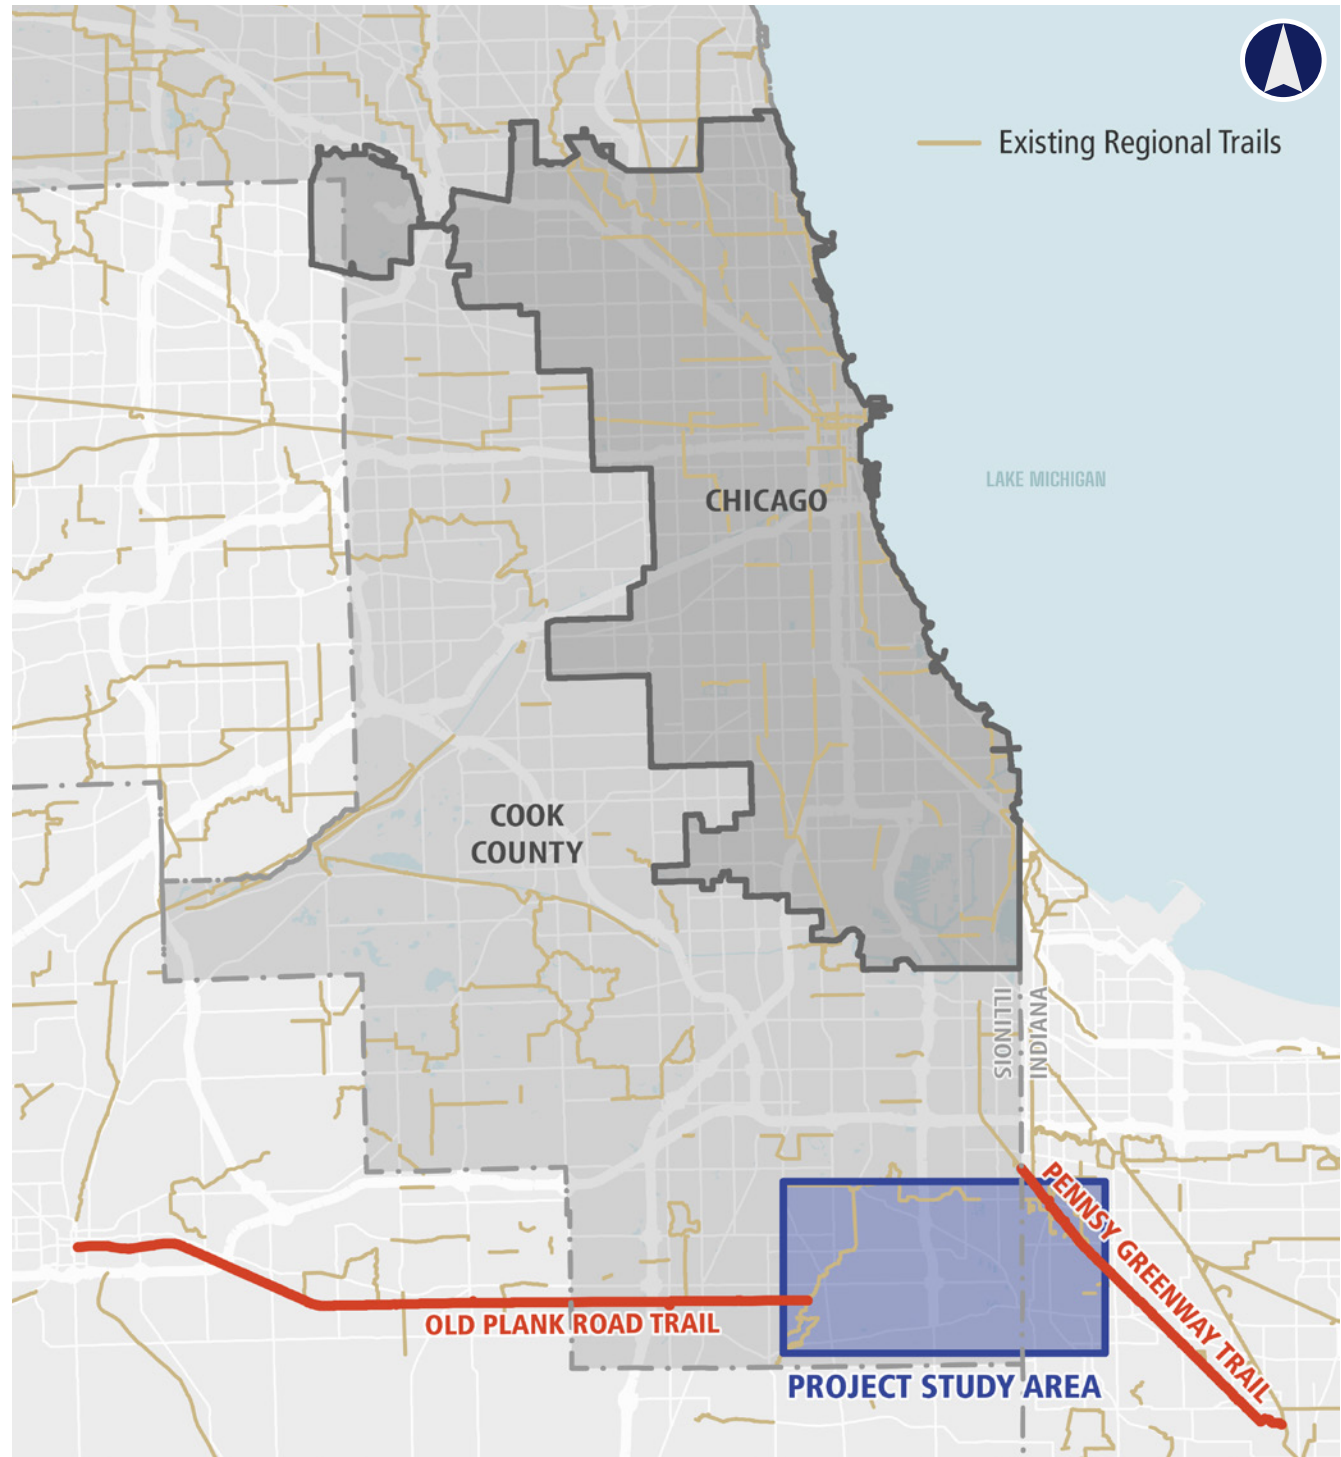 Existing Regional Trails
LAKE MICHIGAN
CHICAGO
COOK
COUNTY
ILLINOIS
INDIANA
PENNSY GREENWAY TRAIL
OLD PLANK ROAD TRAIL
PROJECT STUDY AREA